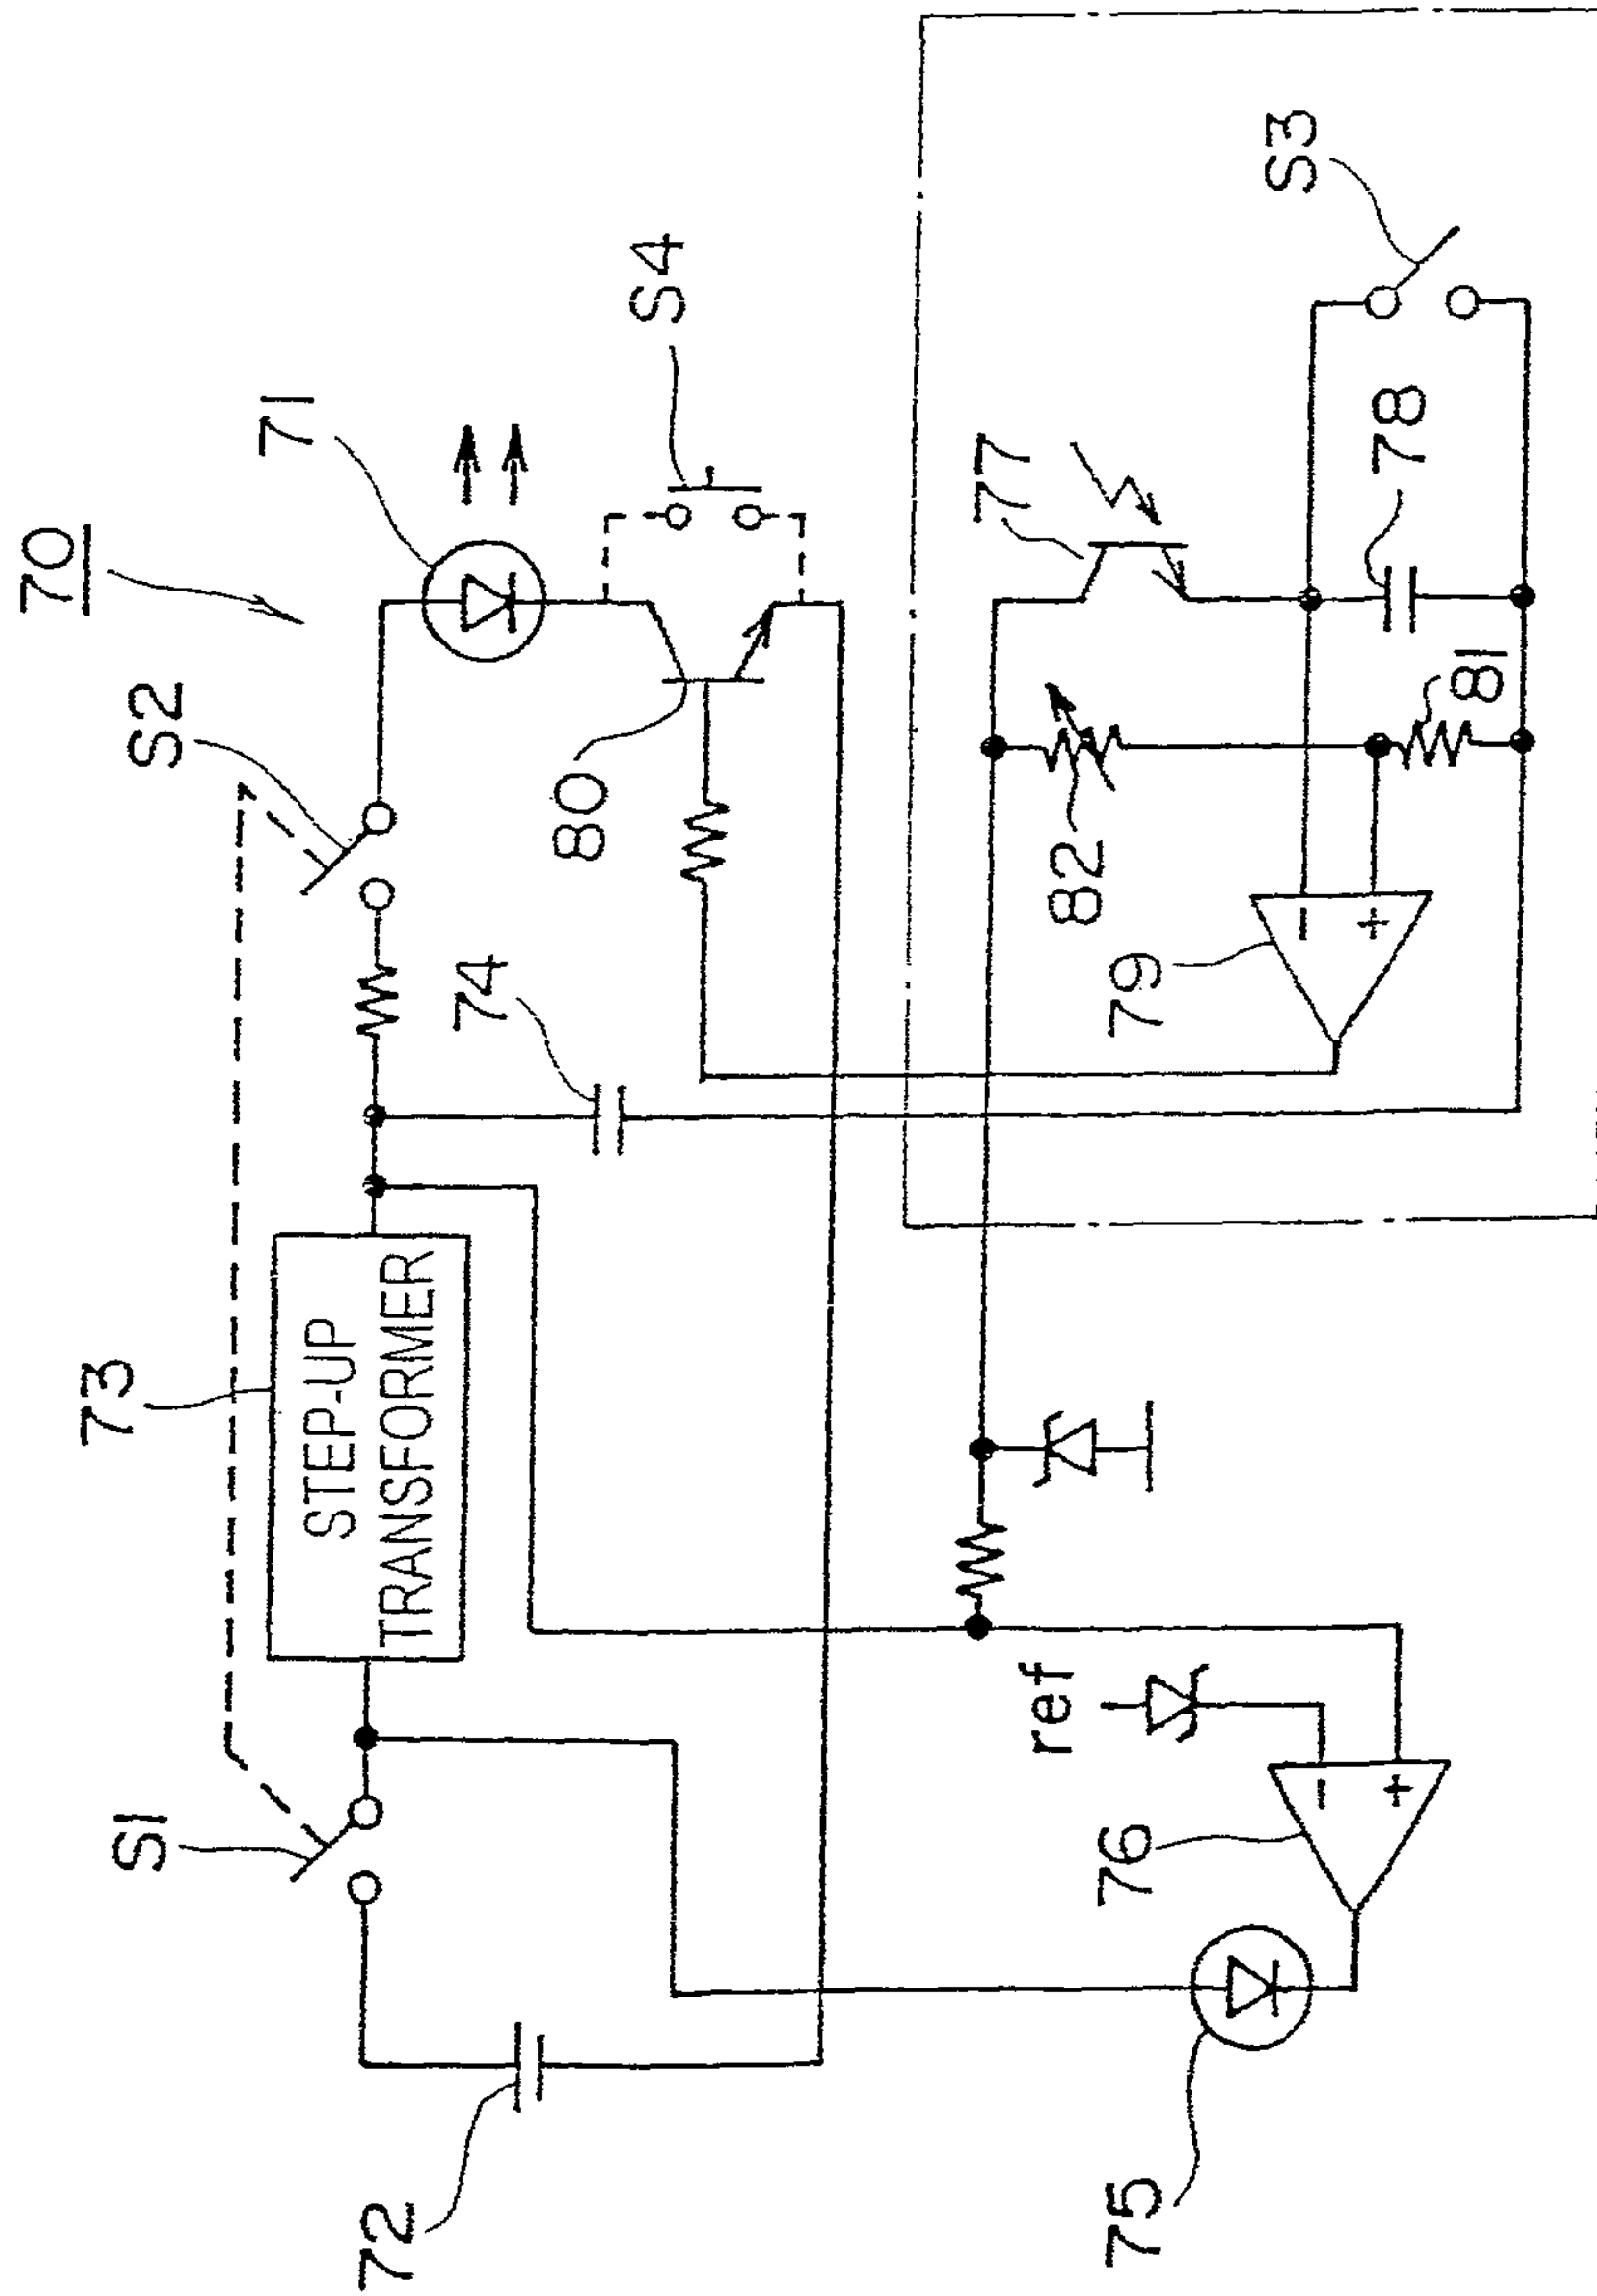 70
71
S2
S4
80
73
STEP-UP
TRANSFORMER
74
S1
72
77
S3
82
78
81
79
ref
76
75
-
+
-
+